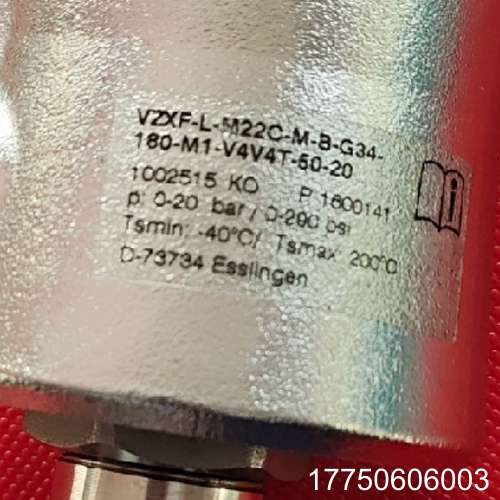 VZXF-L-M22C-M-B-G34-
180-M1-V4V4T-50-20
1002515 KO P 1600141
p: 0-20 bar / 0-290 psi
Tsmin: -40°C/ Tsmax 200°C
D-73734 Esslingen
17750606003